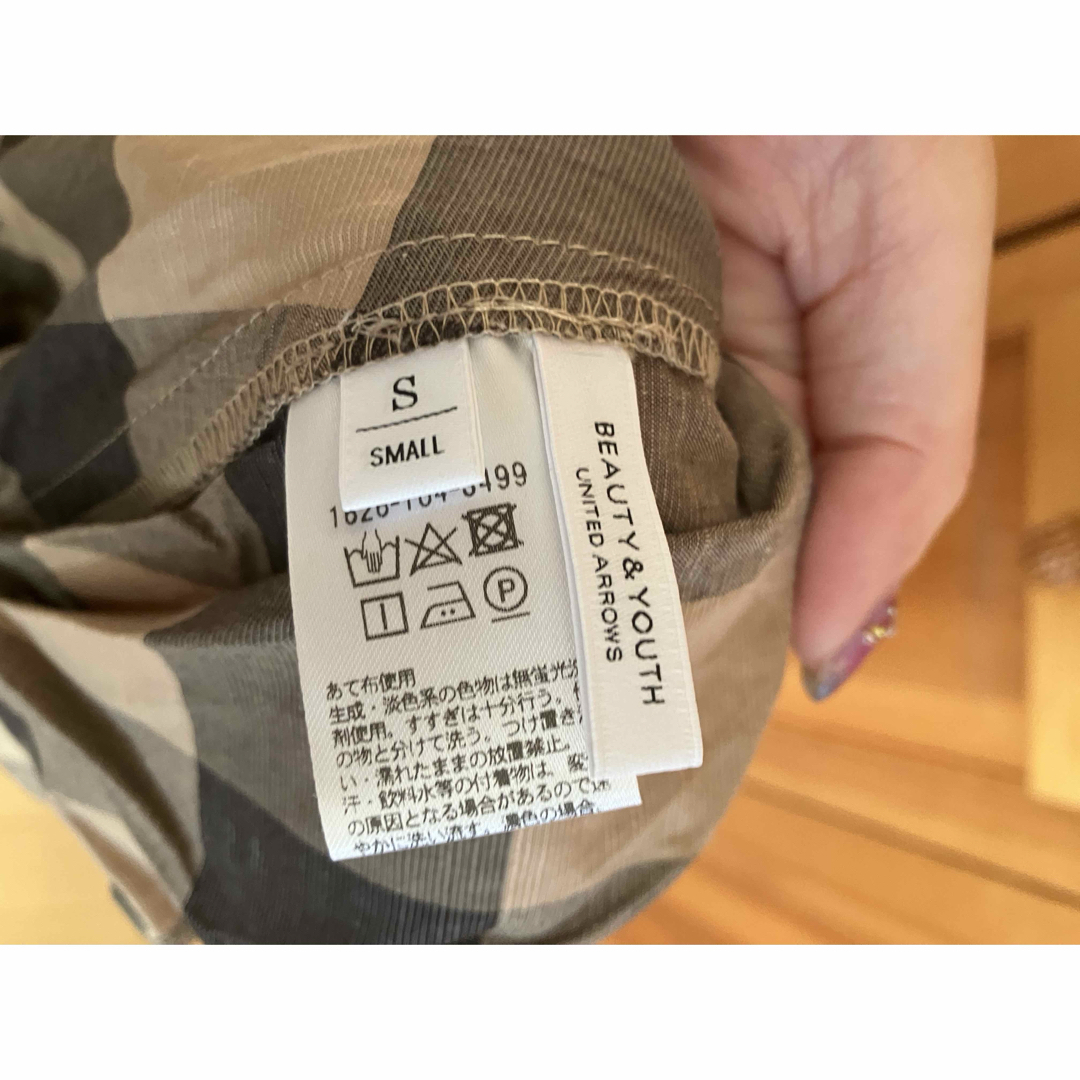 S
SMALL
BEAUTY & YOUTH
UNITED ARROWS
P
あて布使用
生成・淡色系の色物は無蛍光
剤使用。すすぎは十分行う。
の物と分けて洗う。つけ置き
い・濡れたままの放置禁止。
汗・飲料水等の付着物は、変
の原因となる場合があるので速
やかに洗い流す。濃色の場合